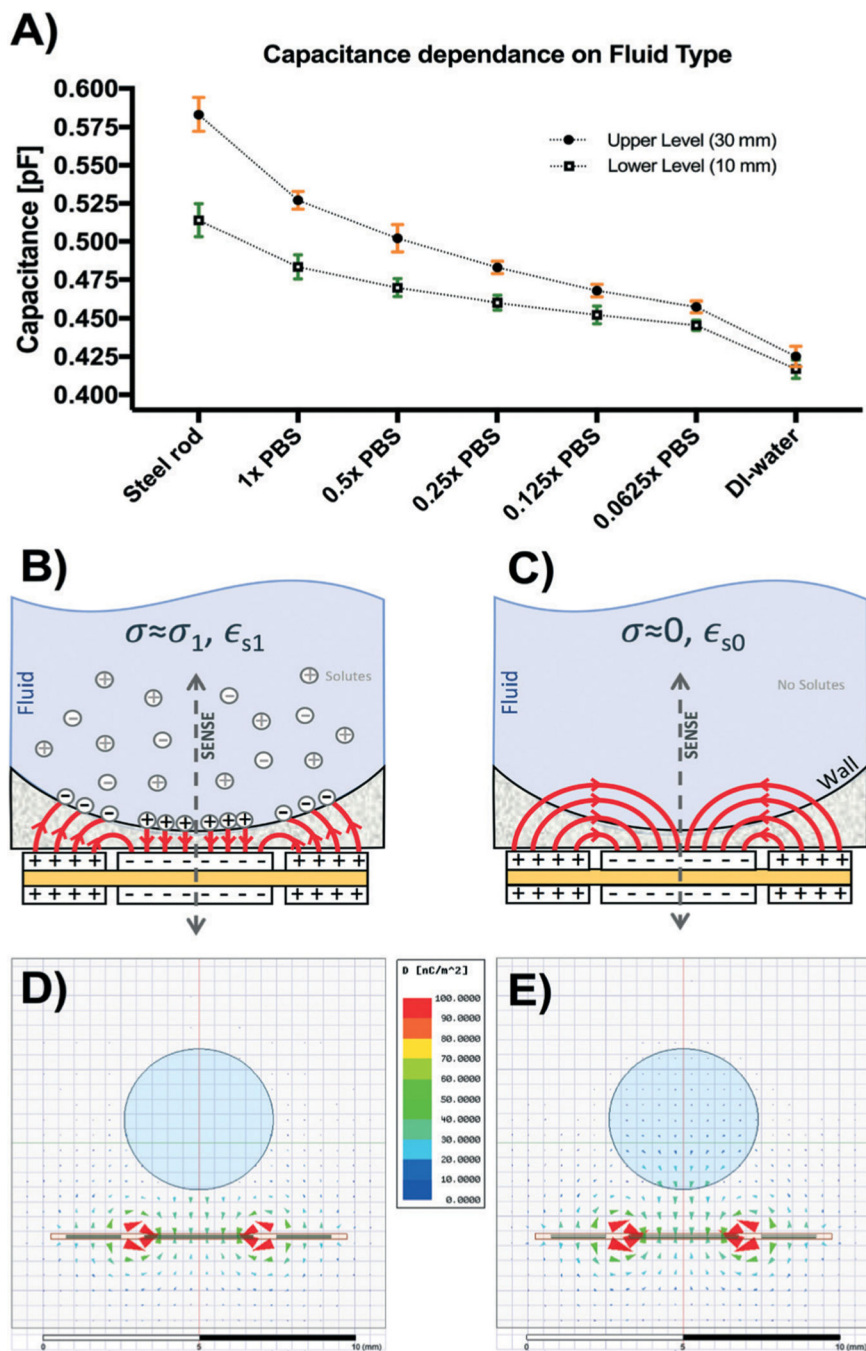 A)
Capacitance dependance on Fluid Type
Capacitance [pF]
0.600
0.575
0.550
0.525
0.500
0.475
0.450
0.425
0.400
Upper Level (30 mm)
Lower Level (10 mm)
Steel rod
1x PBS
0.5x PBS
0.25x PBS
0.125x PBS
0.0625x PBS
DI-water
B)
σ≈σ₁, ϵₛ₁
Fluid
Solutes
SENSE
+ + + + - - - - - - - + + + +
+ + + + - - - - - - - + + + +
C)
σ≈0, ϵₛ₀
Fluid
No Solutes
SENSE
Wall
+ + + + - - - - - - - + + + +
+ + + + - - - - - - - + + + +
D)
D [nC/m^2]
100.0000
90.0000
80.0000
70.0000
60.0000
50.0000
40.0000
30.0000
20.0000
10.0000
0.0000
0 5 10 (mm)
E)
0 5 10 (mm)